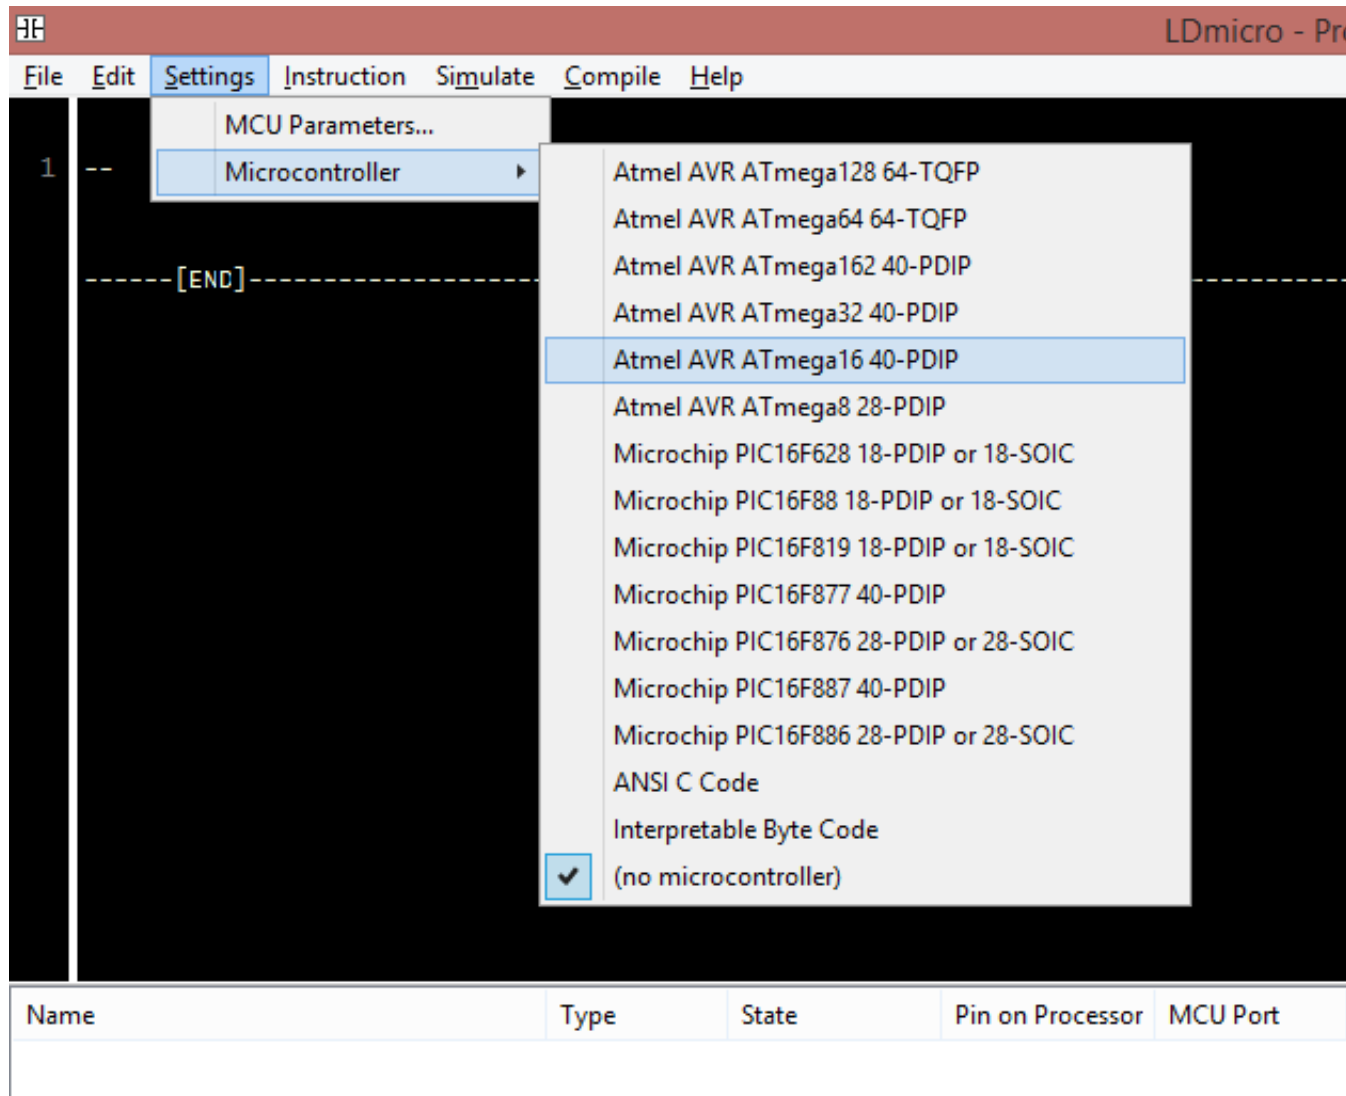 LDmicro - Pro
File Edit Settings Instruction Simulate Compile Help
MCU Parameters...
Microcontroller
1 --
------[END]------------------
Atmel AVR ATmega128 64-TQFP
Atmel AVR ATmega64 64-TQFP
Atmel AVR ATmega162 40-PDIP
Atmel AVR ATmega32 40-PDIP
Atmel AVR ATmega16 40-PDIP
Atmel AVR ATmega8 28-PDIP
Microchip PIC16F628 18-PDIP or 18-SOIC
Microchip PIC16F88 18-PDIP or 18-SOIC
Microchip PIC16F819 18-PDIP or 18-SOIC
Microchip PIC16F877 40-PDIP
Microchip PIC16F876 28-PDIP or 28-SOIC
Microchip PIC16F887 40-PDIP
Microchip PIC16F886 28-PDIP or 28-SOIC
ANSI C Code
Interpretable Byte Code
(no microcontroller)
Name Type State Pin on Processor MCU Port